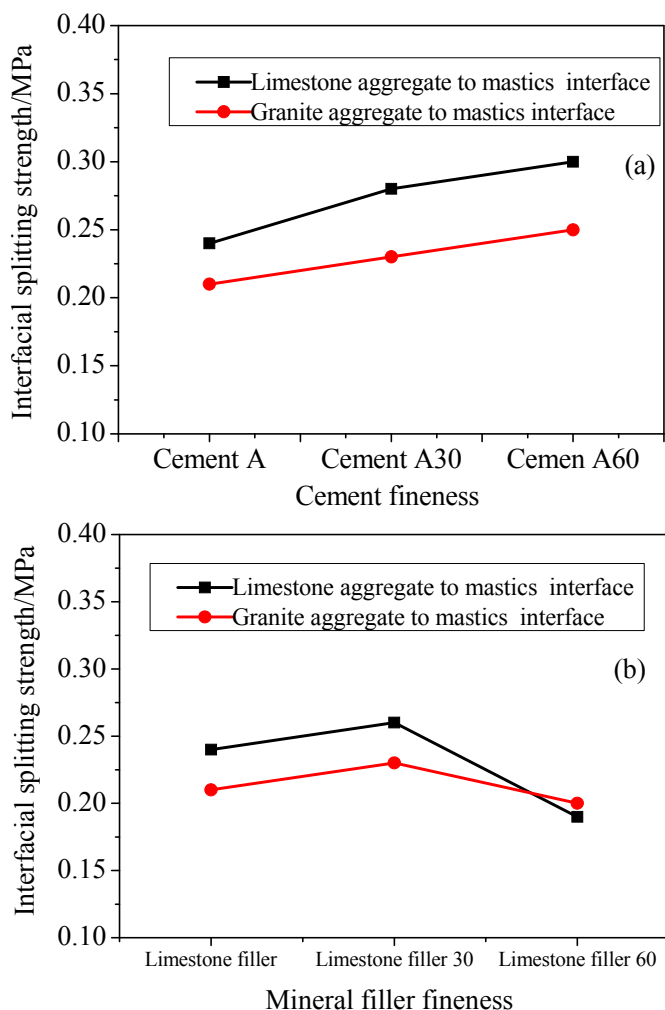 0.40
0.35
0.30
0.25
0.20
0.15
0.10
Interfacial splitting strength/MPa
Limestone aggregate to mastics interface
Granite aggregate to mastics interface
(a)
Cement A Cement A30 Cemen A60
Cement fineness
0.40
0.35
0.30
0.25
0.20
0.15
0.10
Interfacial splitting strength/MPa
Limestone aggregate to mastics interface
Granite aggregate to mastics interface
(b)
Limestone filler Limestone filler 30 Limestone filler 60
Mineral filler fineness